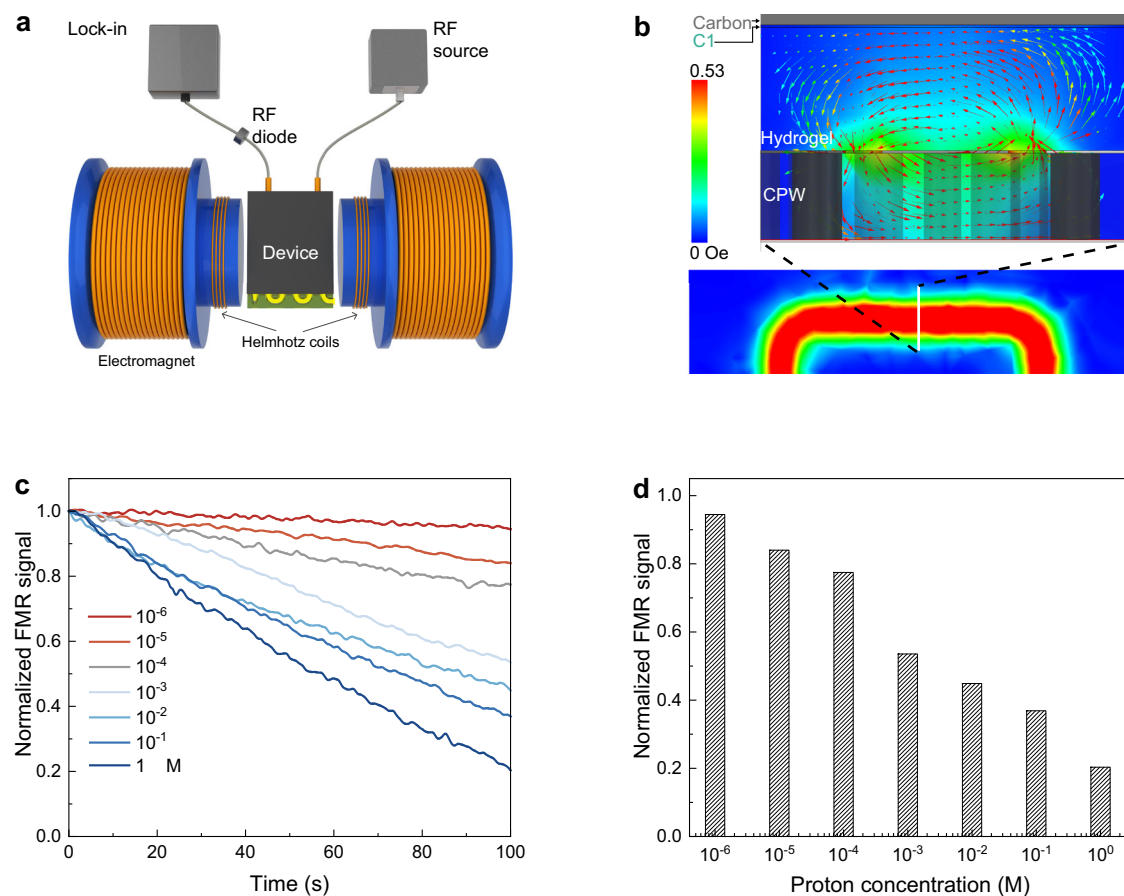 a
Lock-in
RF
source
RF
diode
Device
Helmhotz coils
Electromagnet
b
Carbon
C1
0.53
Hydrogel
CPW
0 Oe
c
Normalized FMR signal
1.0
0.8
0.6
0.4
0.2
0.0
10⁻⁶
10⁻⁵
10⁻⁴
10⁻³
10⁻²
10⁻¹
1 M
0 20 40 60 80 100
Time (s)
d
Normalized FMR signal
1.0
0.8
0.6
0.4
0.2
0.0
10⁻⁶ 10⁻⁵ 10⁻⁴ 10⁻³ 10⁻² 10⁻¹ 10⁰
Proton concentration (M)